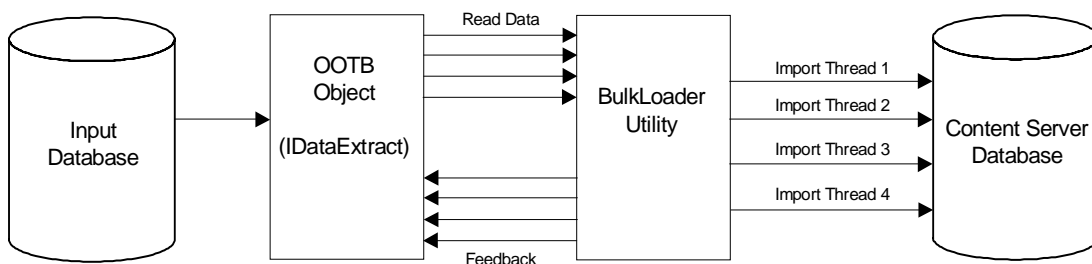 Input
Database
OOTB
Object
(IDataExtract)
Read Data
Feedback
BulkLoader
Utility
Import Thread 1
Import Thread 2
Import Thread 3
Import Thread 4
Content Server
Database